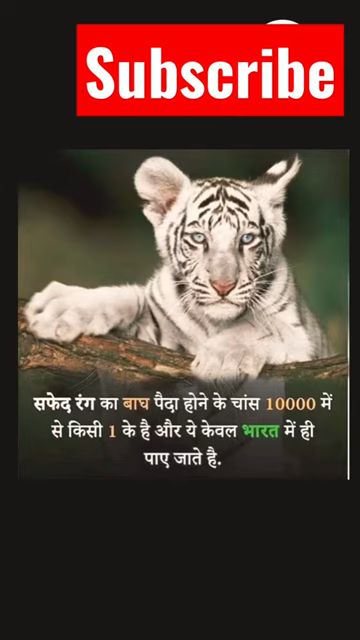 Subscribe
सफेद रंग का बाघ पैदा होने के चांस 10000 में
से किसी 1 के है और ये केवल भारत में ही
पाए जाते है.